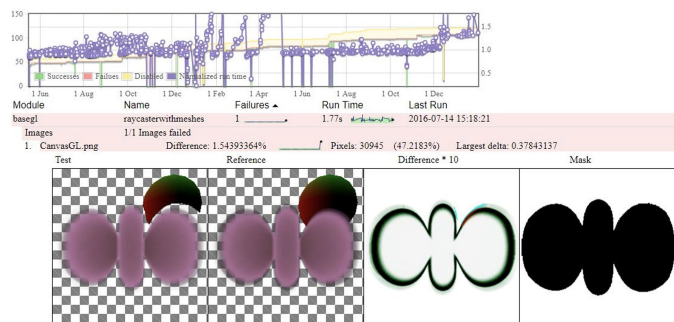 150
100
50
0
1.5
1.0
0.5
Successes Failues Disabled Normalized run time
1 Jun 1 Aug 1 Oct 1 Dec 1 Feb 1 Apr 1 Jun 1 Aug 1 Oct 1 Dec
Module Name Failures Run Time Last Run
basegl raycasterwithmeshes 1 1.77s 2016-07-14 15:18:21
Images 1/1 Images failed
1. CanvasGL.png Difference: 1.54393364% Pixels: 30945 (47.2183%) Largest delta: 0.37843137
Test Reference Difference * 10 Mask